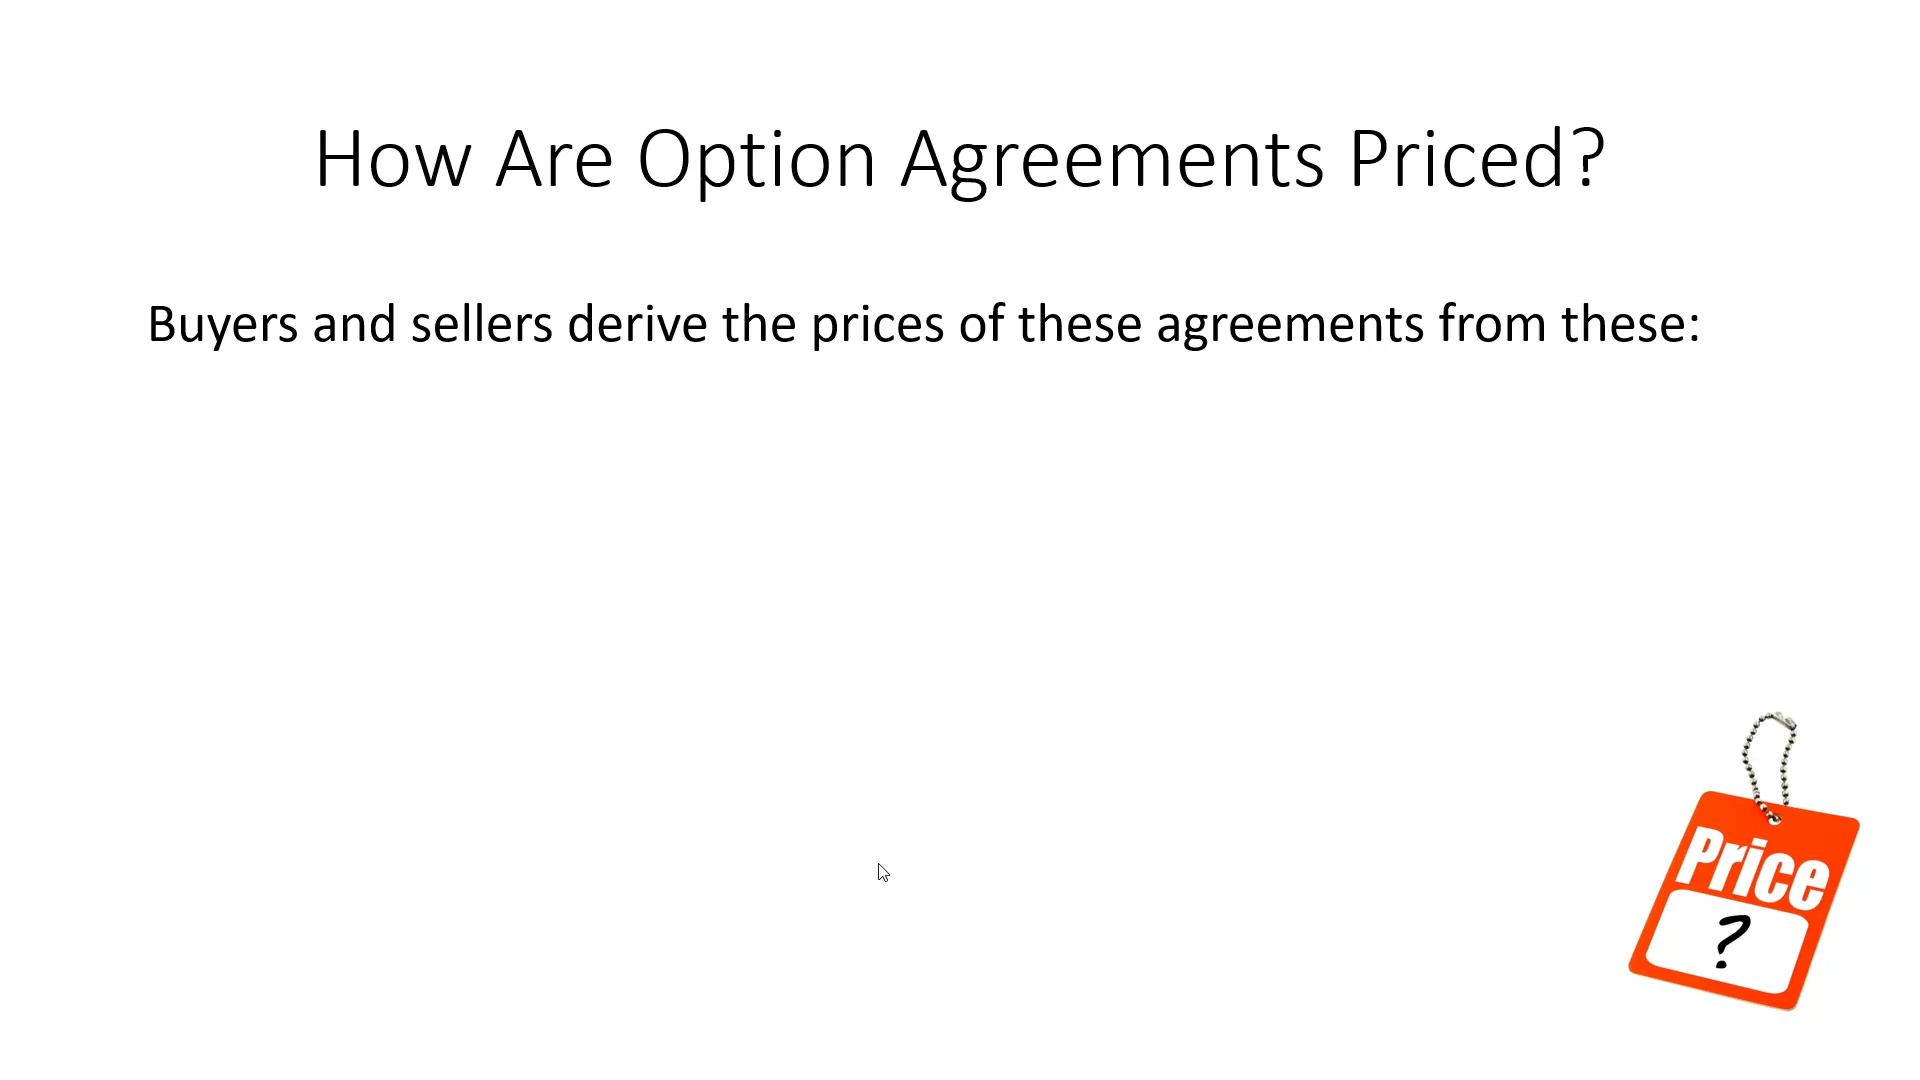 How Are Option Agreements Priced?
Buyers and sellers derive the prices of these agreements from these:
Price
?